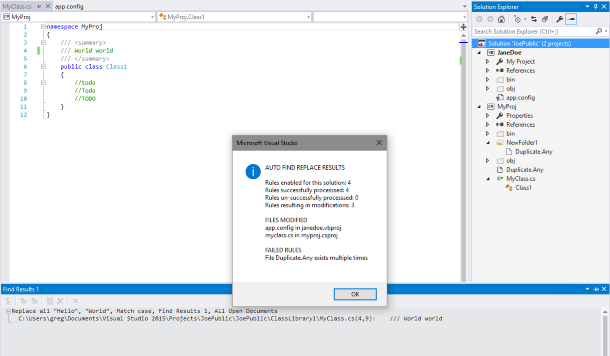 MyClass.cs
app.config
MyProj
MyProj.Class1
1 namespace MyProj
2 {
3 /// <summary>
4 /// World world
5 /// </summary>
6 public class Class1
7 {
8 //todo
9 //Todo
10 //TODO
11 }
12 }
Solution Explorer
Search Solution Explorer (Ctrl+;)
Solution 'JoePublic' (2 projects)
JaneDoe
My Project
References
bin
obj
app.config
MyProj
Properties
References
bin
NewFolder1
Duplicate.Any
obj
Duplicate.Any
MyClass.cs
Class1
Microsoft Visual Studio
AUTO FIND REPLACE RESULTS
Rules enabled for this solution: 4
Rules successfully processsed: 4
Rules un-successfully processsed: 0
Rules resulting in modifications: 3
FILES MODIFIED
app.config in janedoe.vbproj
myclass.cs in myproj.csproj
FAILED RULES
File Duplicate.Any exists multiple times
OK
Find Results 1
Replace all "Hello", "World", Match case, Find Results 1, All Open Documents
C:\Users\greg\Documents\Visual Studio 2015\Projects\JoePublic\JoePublic\ClassLibrary1\MyClass.cs(4,9): /// World world